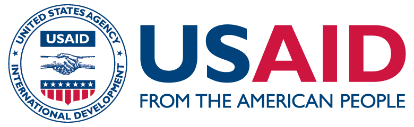 UNITED STATES AGENCY
USAID
INTERNATIONAL DEVELOPMENT
USAID
FROM THE AMERICAN PEOPLE